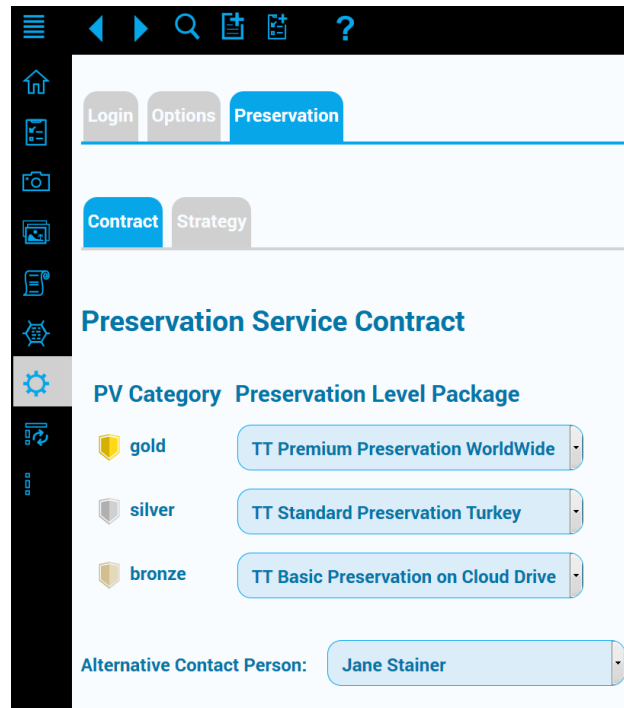 ?
Login Options Preservation
Contract Strategy
Preservation Service Contract
PV Category Preservation Level Package
gold TT Premium Preservation WorldWide
silver TT Standard Preservation Turkey
bronze TT Basic Preservation on Cloud Drive
Alternative Contact Person: Jane Stainer